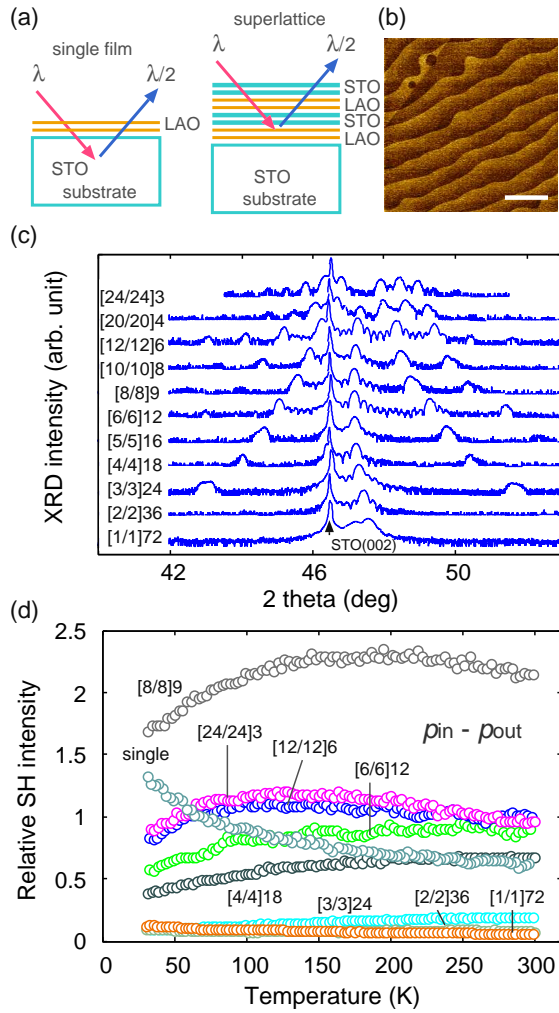 (a)
single film
λ
λ/2
LAO
STO
substrate
superlattice
λ
λ/2
STO
LAO
STO
LAO
STO
substrate
(b)
(c)
XRD intensity (arb. unit)
[24/24]3
[20/20]4
[12/12]6
[10/10]8
[8/8]9
[6/6]12
[5/5]16
[4/4]18
[3/3]24
[2/2]36
[1/1]72
STO(002)
42 44 46 48 50
2 theta (deg)
(d)
Relative SH intensity
2.5
2
1.5
1
0.5
0
[8/8]9
pin - pout
[24/24]3
[12/12]6
single
[6/6]12
[4/4]18
[3/3]24
[2/2]36
[1/1]72
0 50 100 150 200 250 300
Temperature (K)